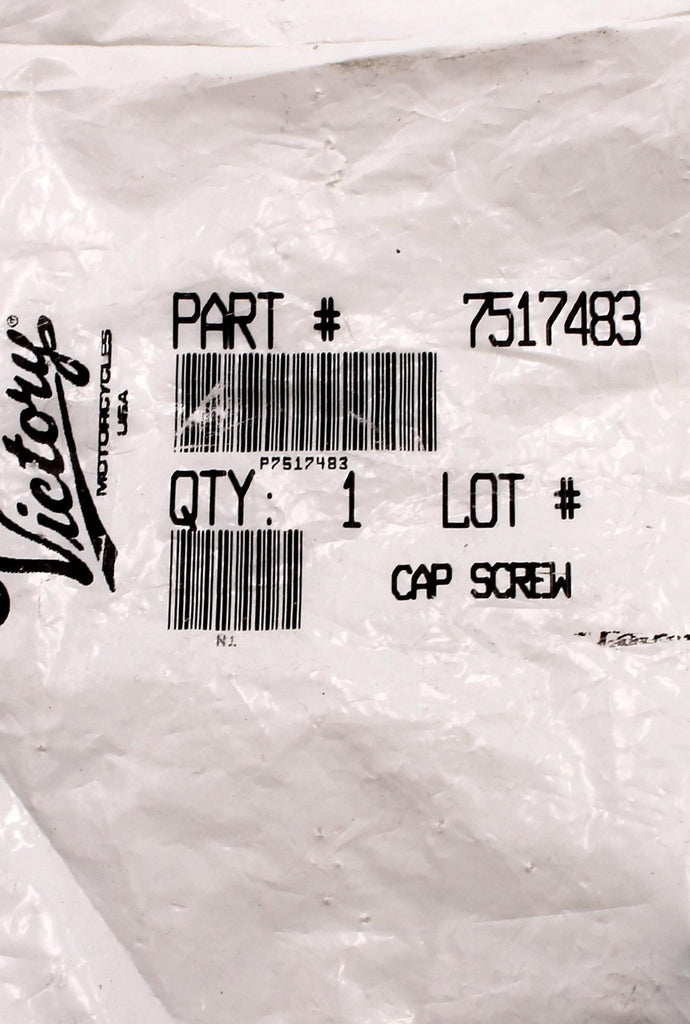 Victory®
MOTORCYCLES
USA
PART # 7517483
P7517483
QTY: 1 LOT #
CAP SCREW
N1